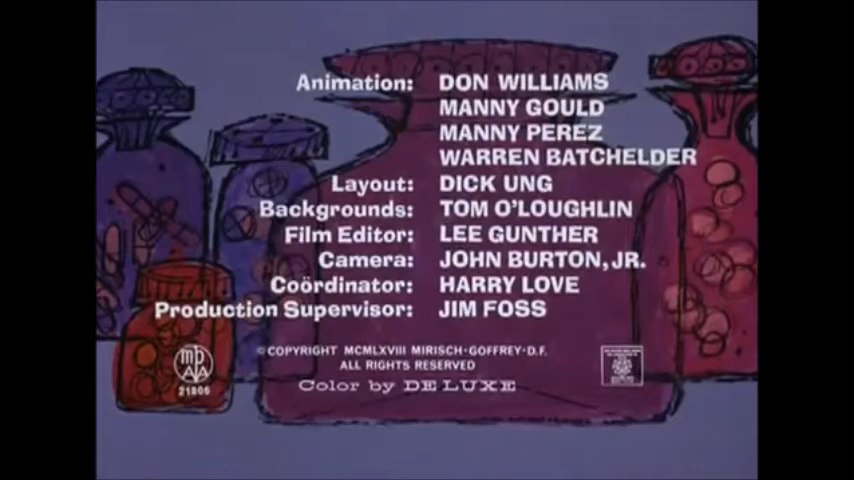 Animation: DON WILLIAMS
MANNY GOULD
MANNY PEREZ
WARREN BATCHELDER
Layout: DICK UNG
Backgrounds: TOM O'LOUGHLIN
Film Editor: LEE GUNTHER
Camera: JOHN BURTON, JR.
Coördinator: HARRY LOVE
Production Supervisor: JIM FOSS
©COPYRIGHT MCMLXVIII MIRISCH-GOFFREY-D.F.
ALL RIGHTS RESERVED
Color by DE LUXE
21806